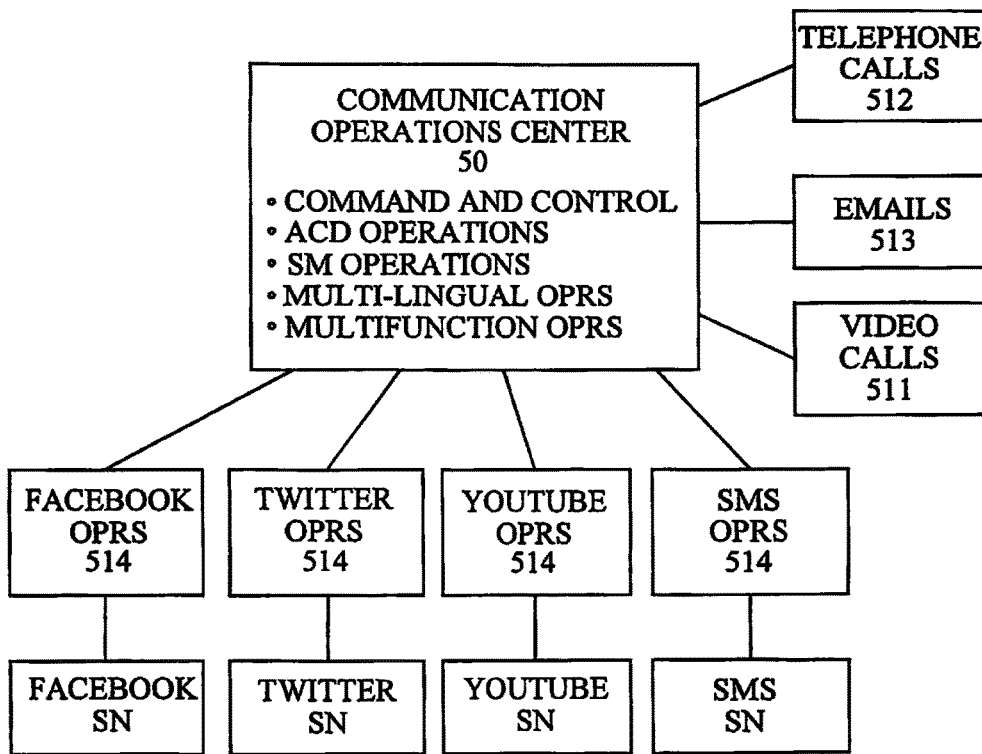 COMMUNICATION
OPERATIONS CENTER
50
• COMMAND AND CONTROL
• ACD OPERATIONS
• SM OPERATIONS
• MULTI-LINGUAL OPRS
• MULTIFUNCTION OPRS
TELEPHONE
CALLS
512
EMAILS
513
VIDEO
CALLS
511
FACEBOOK
OPRS
514
TWITTER
OPRS
514
YOUTUBE
OPRS
514
SMS
OPRS
514
FACEBOOK
SN
TWITTER
SN
YOUTUBE
SN
SMS
SN